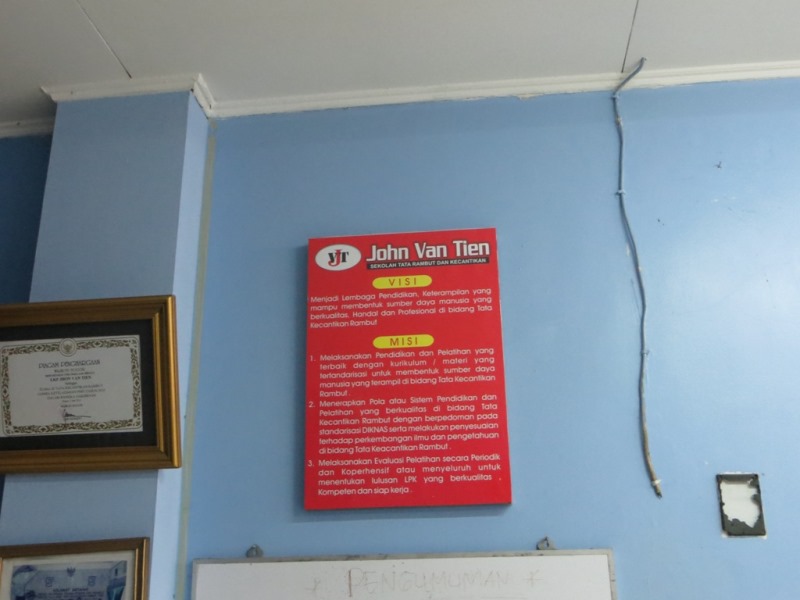 YJT
John Van Tien
SEKOLAH TATA RAMBUT DAN KECANTIKAN
VISI
Menjadi Lembaga Pendidikan, Keterampilan yang
mampu membentuk sumber daya manusia yang
berkualitas, Handal dan Profesional di bidang Tata
Kecantikan Rambut
MISI
1. Melaksanakan Pendidikan dan Pelatihan yang
terbaik dengan kurikulum / materi yang
tertandarisasi untuk membentuk sumber daya
manusia yang terampil di bidang Tata Kecantikan
Rambut.
2. Menerapkan Pola atau Sistem Pendidikan dan
Pelatihan yang berkualitas di bidang Tata
Kecantikan Rambut dengan berpedoman pada
standarisasi DIKNAS serta melakukan penyesuaian
terhadap perkembangan ilmu dan pengetahuan
di bidang Tata Keacantikan Rambut.
3. Melaksanakan Evaluasi Pelatihan secara Periodik
dan Koperhensif atau menyeluruh untuk
menentukan lulusan LPK yang berkualitas,
Kompeten dan siap kerja.
PIAGAM PENGHARGAAN
* PENGUMUMAN *